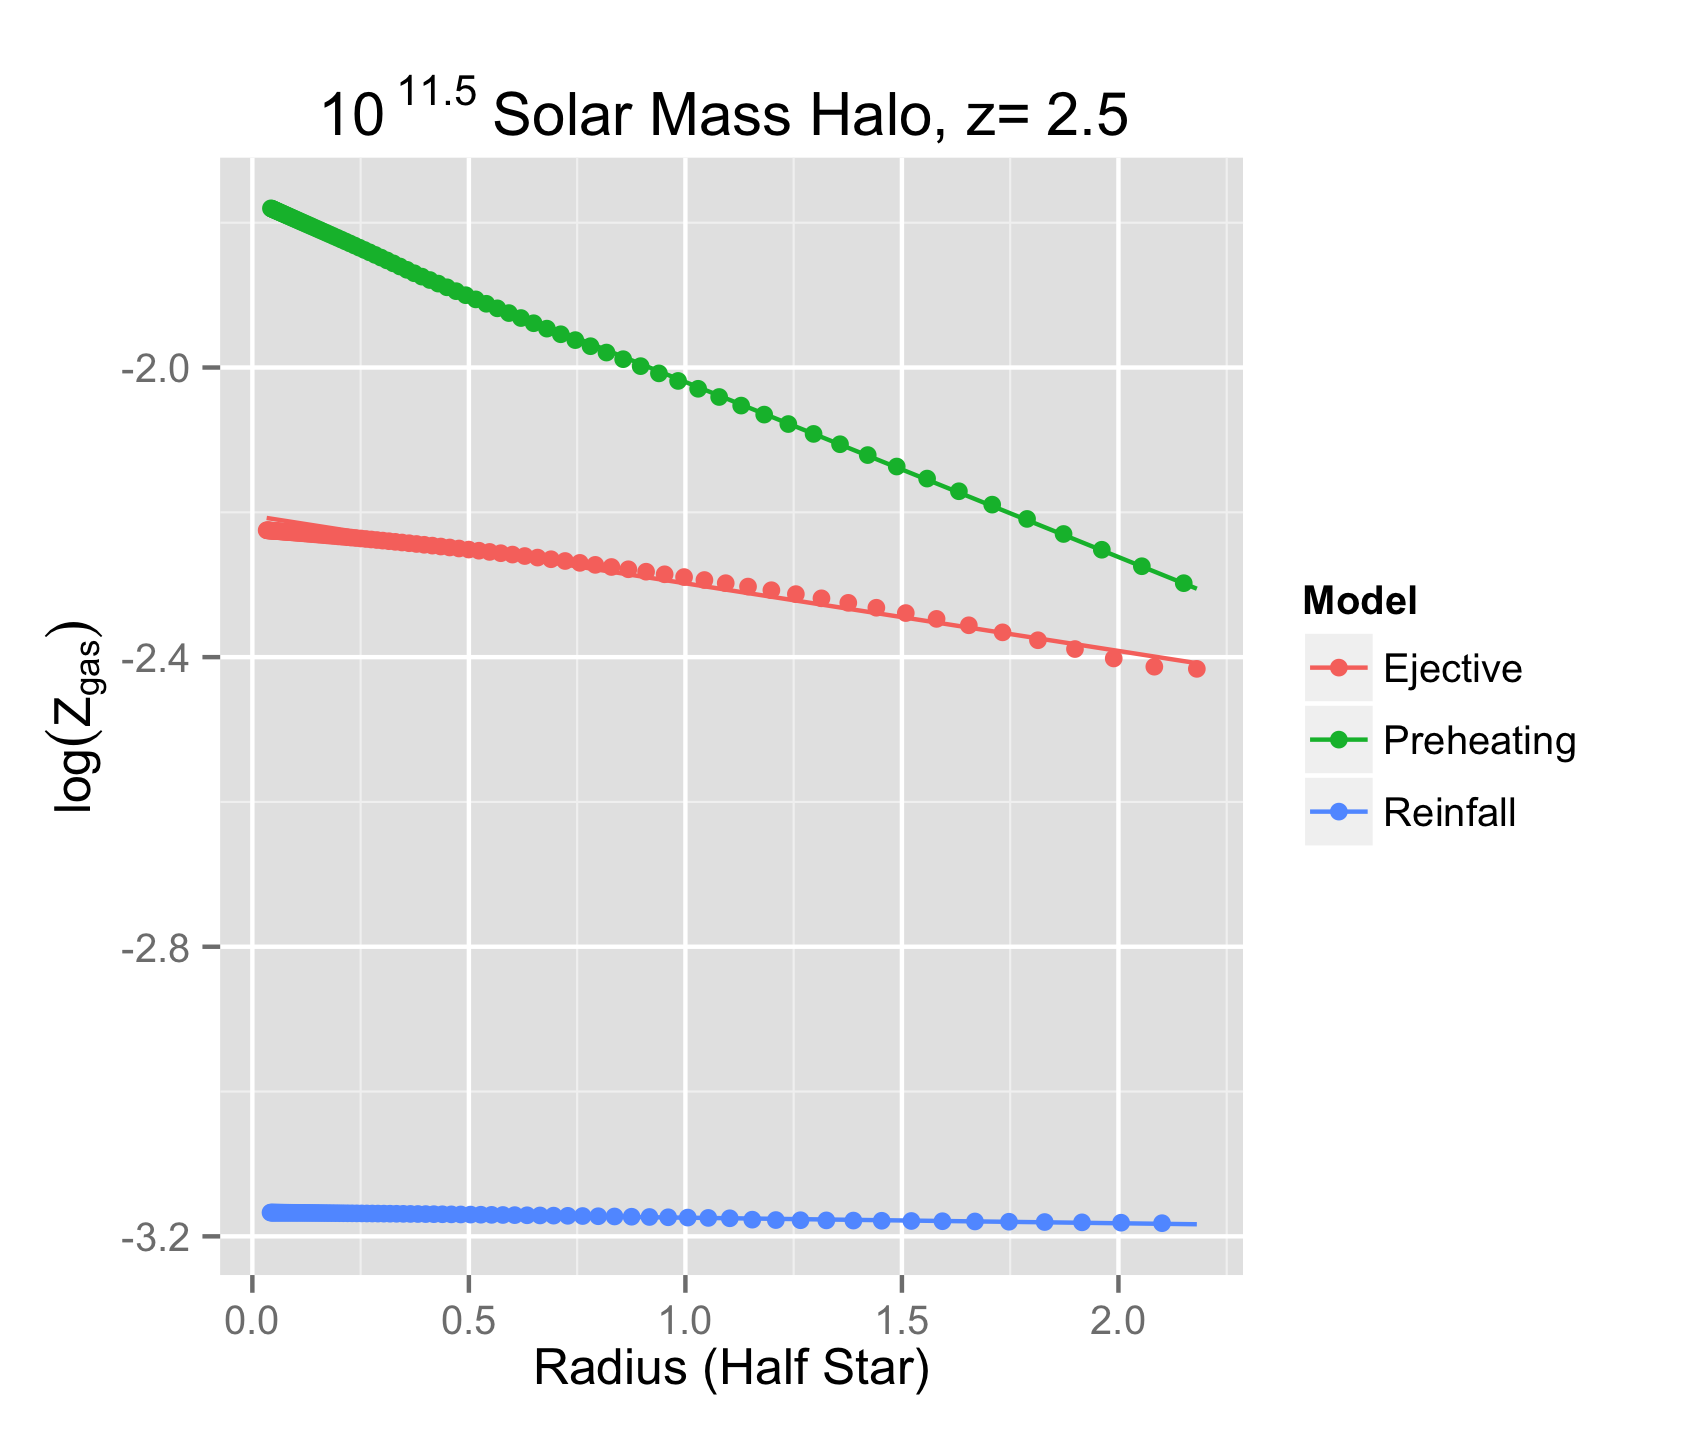 10 11.5 Solar Mass Halo, z= 2.5
-2.0
-2.4
-2.8
-3.2
log(Zgas)
0.0 0.5 1.0 1.5 2.0
Radius (Half Star)
Model
Ejective
Preheating
Reinfall